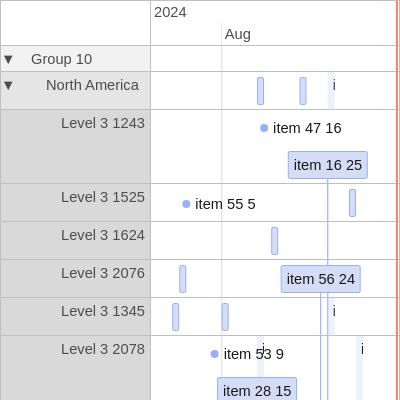 2024
Aug
▼ Group 10
▼ North America
i
Level 3 1243
item 47 16
item 16 25
Level 3 1525
item 55 5
Level 3 1624
Level 3 2076
item 56 24
Level 3 1345
i
Level 3 2078
i
item 53 9
i
item 28 15